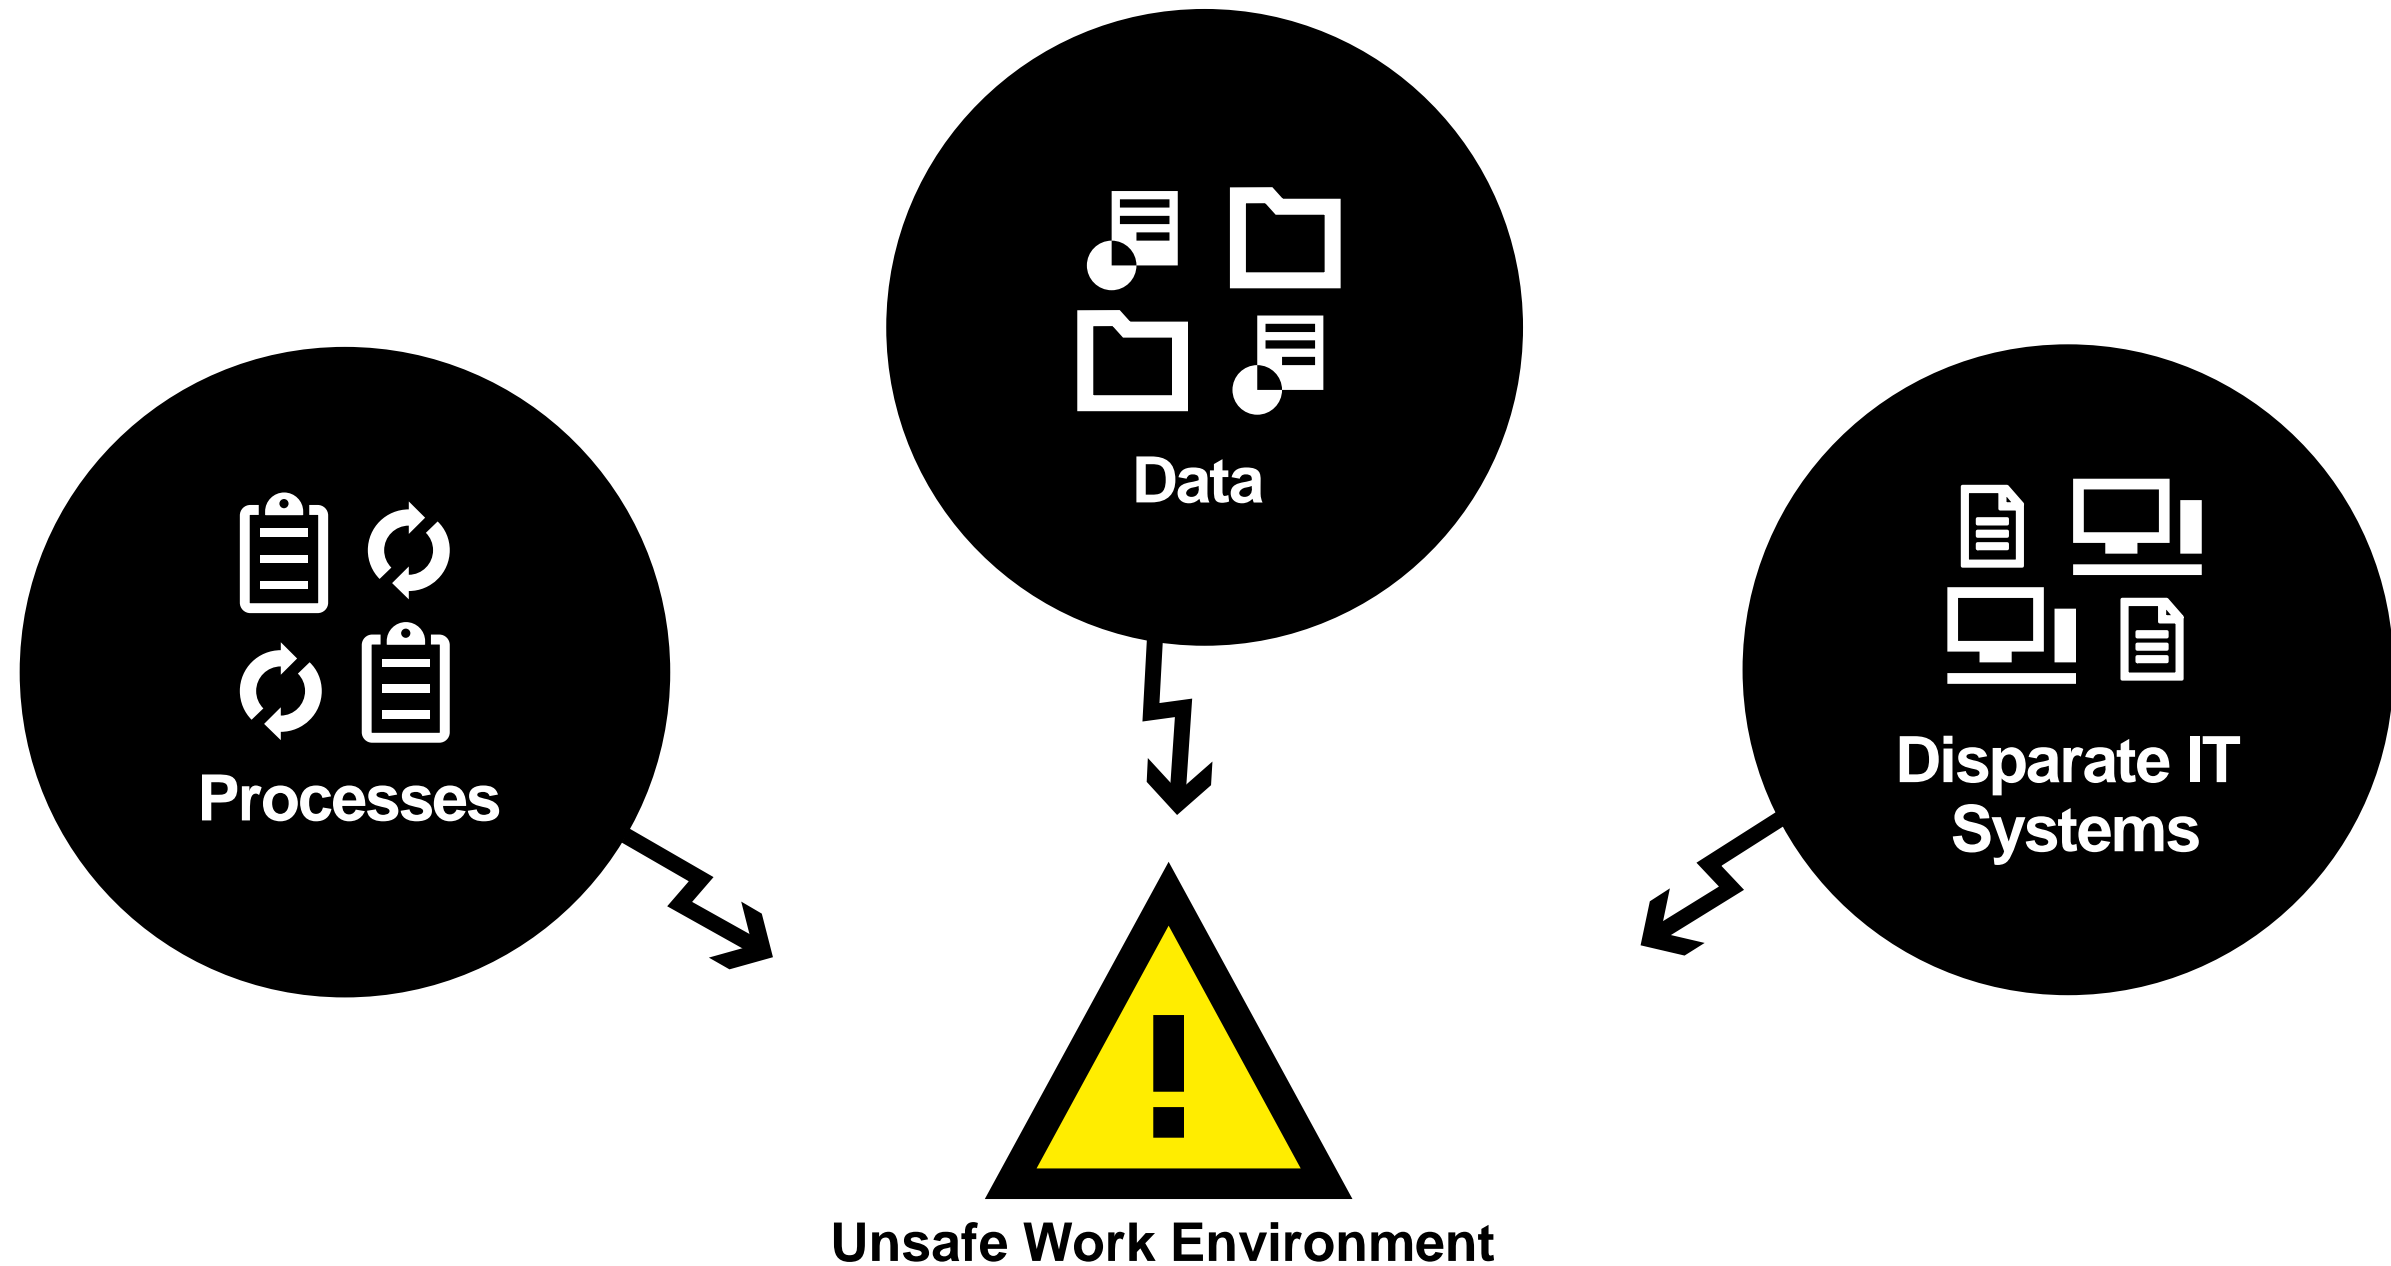 Data
Processes
Disparate IT
Systems
Unsafe Work Environment